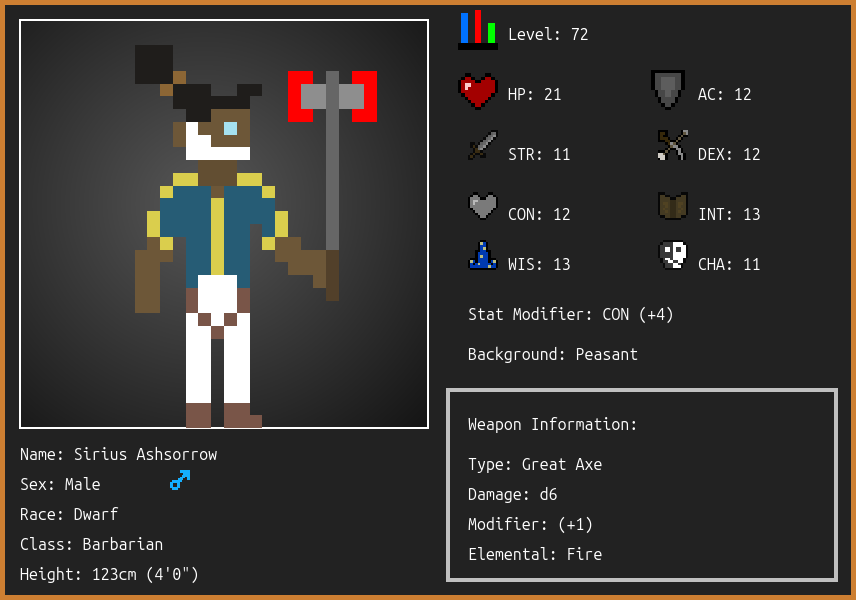 Level: 72
HP: 21
AC: 12
STR: 11
DEX: 12
CON: 12
INT: 13
WIS: 13
CHA: 11
Stat Modifier: CON (+4)
Background: Peasant
Weapon Information:
Type: Great Axe
Damage: d6
Modifier: (+1)
Elemental: Fire
Name: Sirius Ashsorrow
Sex: Male
Race: Dwarf
Class: Barbarian
Height: 123cm (4'0")